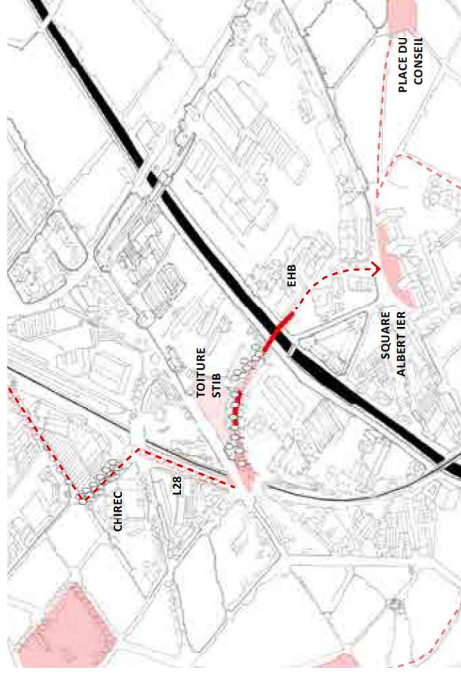 PLACE DU
CONSEIL
EHB
SQUARE
ALBERT IER
TOITURE
STIB
L28
CHIREC